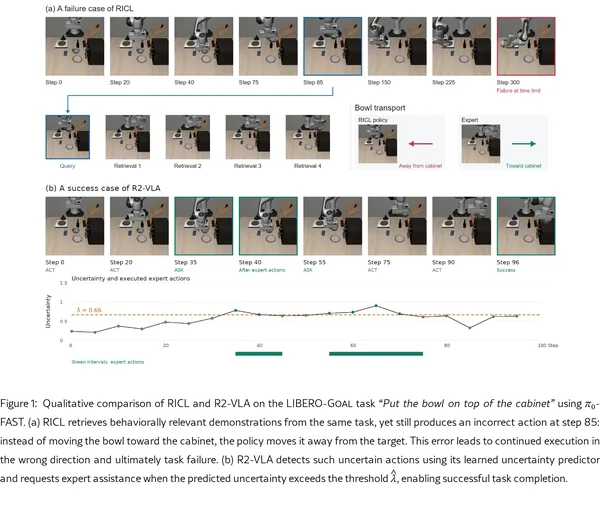 (a) A failure case of RICL
Step 0
Step 20
Step 40
Step 75
Step 85
Step 150
Step 225
Step 300
Failure at time limit
Query
Retrieval 1
Retrieval 2
Retrieval 3
Retrieval 4
Bowl transport
RICL policy
Away from cabinet
Expert
Toward cabinet
(b) A success case of R2-VLA
Step 0
ACT
Step 20
ACT
Step 35
ASK
Step 40
After expert actions
Step 55
ASK
Step 75
ACT
Step 90
ACT
Step 96
Success
Uncertainty and executed expert actions
1.5
1
0.5
0
Uncertainty
λ = 0.66
0
20
40
60
80
100 Step
Green intervals: expert actions
Figure 1: Qualitative comparison of RICL and R2-VLA on the LIBERO-Goal task “Put the bowl on top of the cabinet” using π₀-
FAST. (a) RICL retrieves behaviorally relevant demonstrations from the same task, yet still produces an incorrect action at step 85:
instead of moving the bowl toward the cabinet, the policy moves it away from the target. This error leads to continued execution in
the wrong direction and ultimately task failure. (b) R2-VLA detects such uncertain actions using its learned uncertainty predictor
and requests expert assistance when the predicted uncertainty exceeds the threshold λ̂, enabling successful task completion.